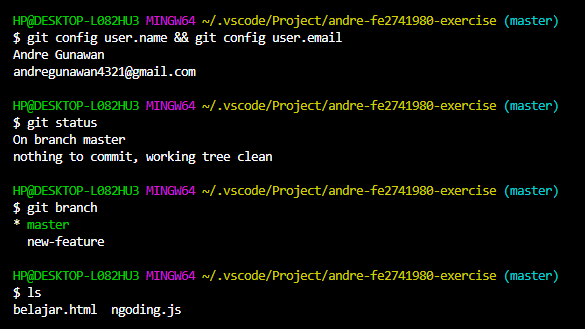 HP@DESKTOP-L082HU3 MINGW64 ~/.vscode/Project/andre-fe2741980-exercise (master)
$ git config user.name && git config user.email
Andre Gunawan
andregunawan4321@gmail.com
HP@DESKTOP-L082HU3 MINGW64 ~/.vscode/Project/andre-fe2741980-exercise (master)
$ git status
On branch master
nothing to commit, working tree clean
HP@DESKTOP-L082HU3 MINGW64 ~/.vscode/Project/andre-fe2741980-exercise (master)
$ git branch
* master
  new-feature
HP@DESKTOP-L082HU3 MINGW64 ~/.vscode/Project/andre-fe2741980-exercise (master)
$ ls
belajar.html  ngoding.js